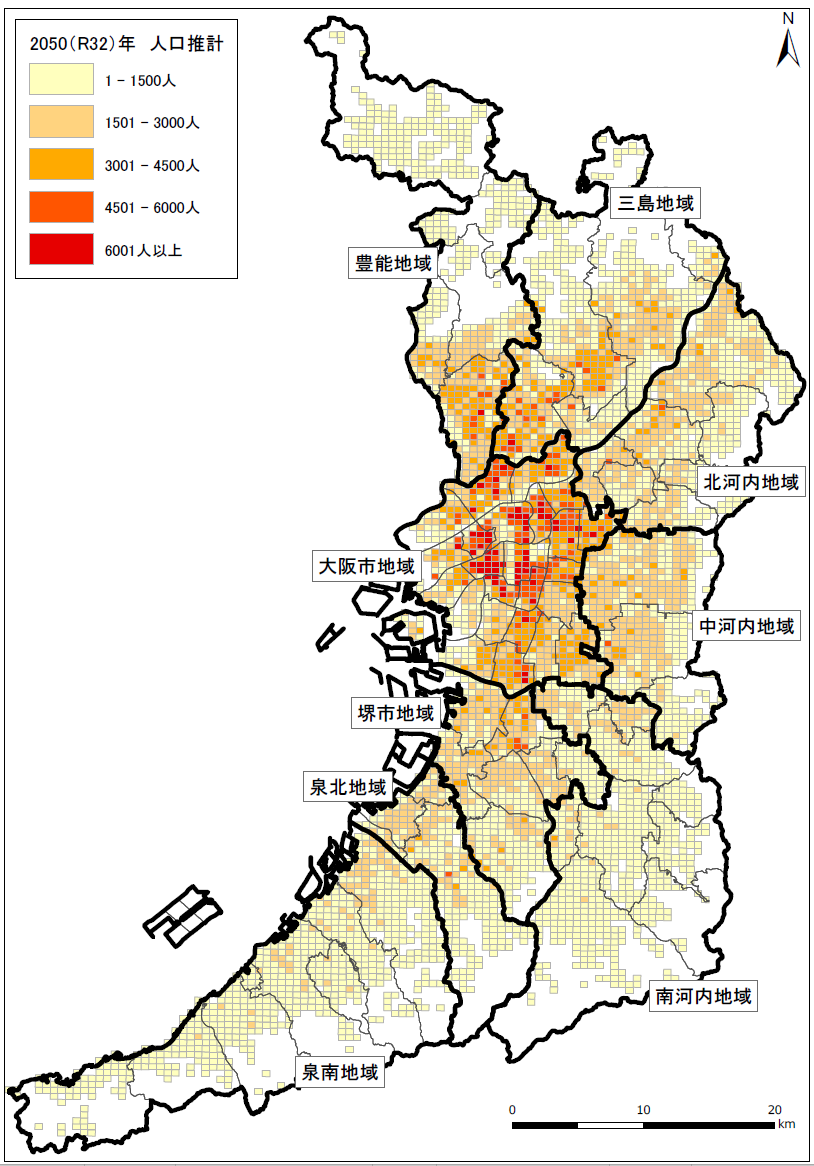 2050(R32)年 人口推計
1 - 1500人
1501 - 3000人
3001 - 4500人
4501 - 6000人
6001人以上
N
三島地域
豊能地域
北河内地域
大阪市地域
中河内地域
堺市地域
泉北地域
南河内地域
泉南地域
0 10 20
km